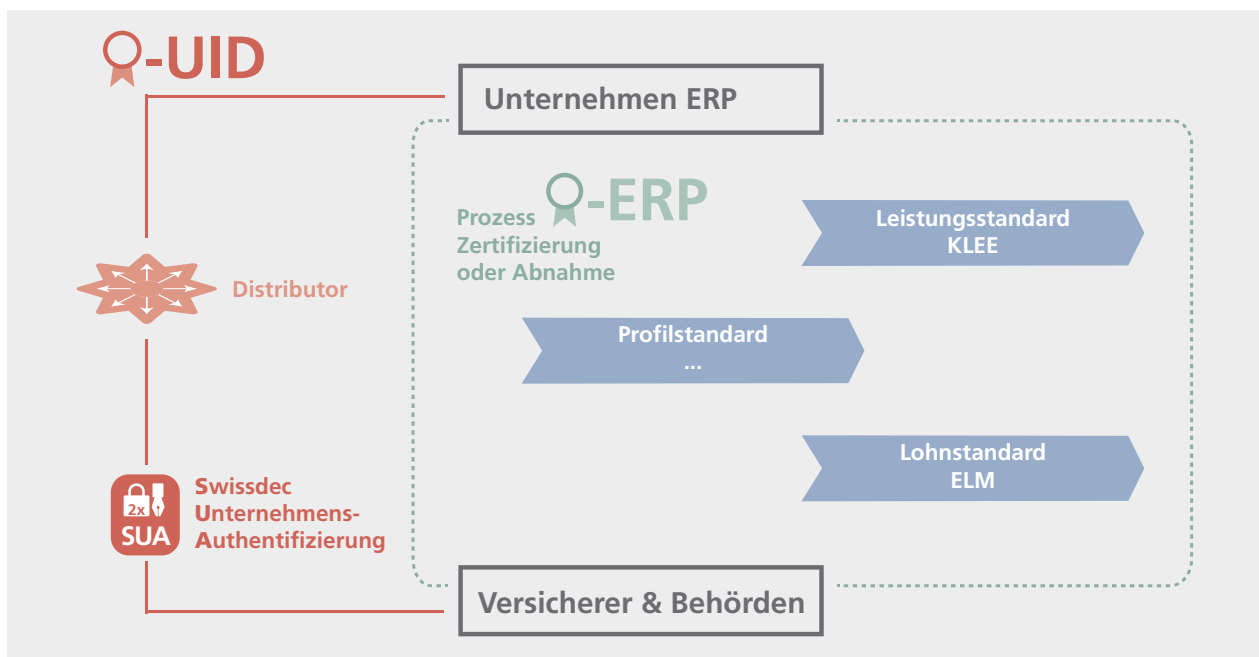 -UID
Unternehmen ERP
-ERP
Prozess
Zertifizierung
oder Abnahme
Leistungsstandard
KLEE
Distributor
Profilstandard
...
Lohnstandard
ELM
2x
SUA
Swissdec
Unternehmens-
Authentifizierung
Versicherer & Behörden